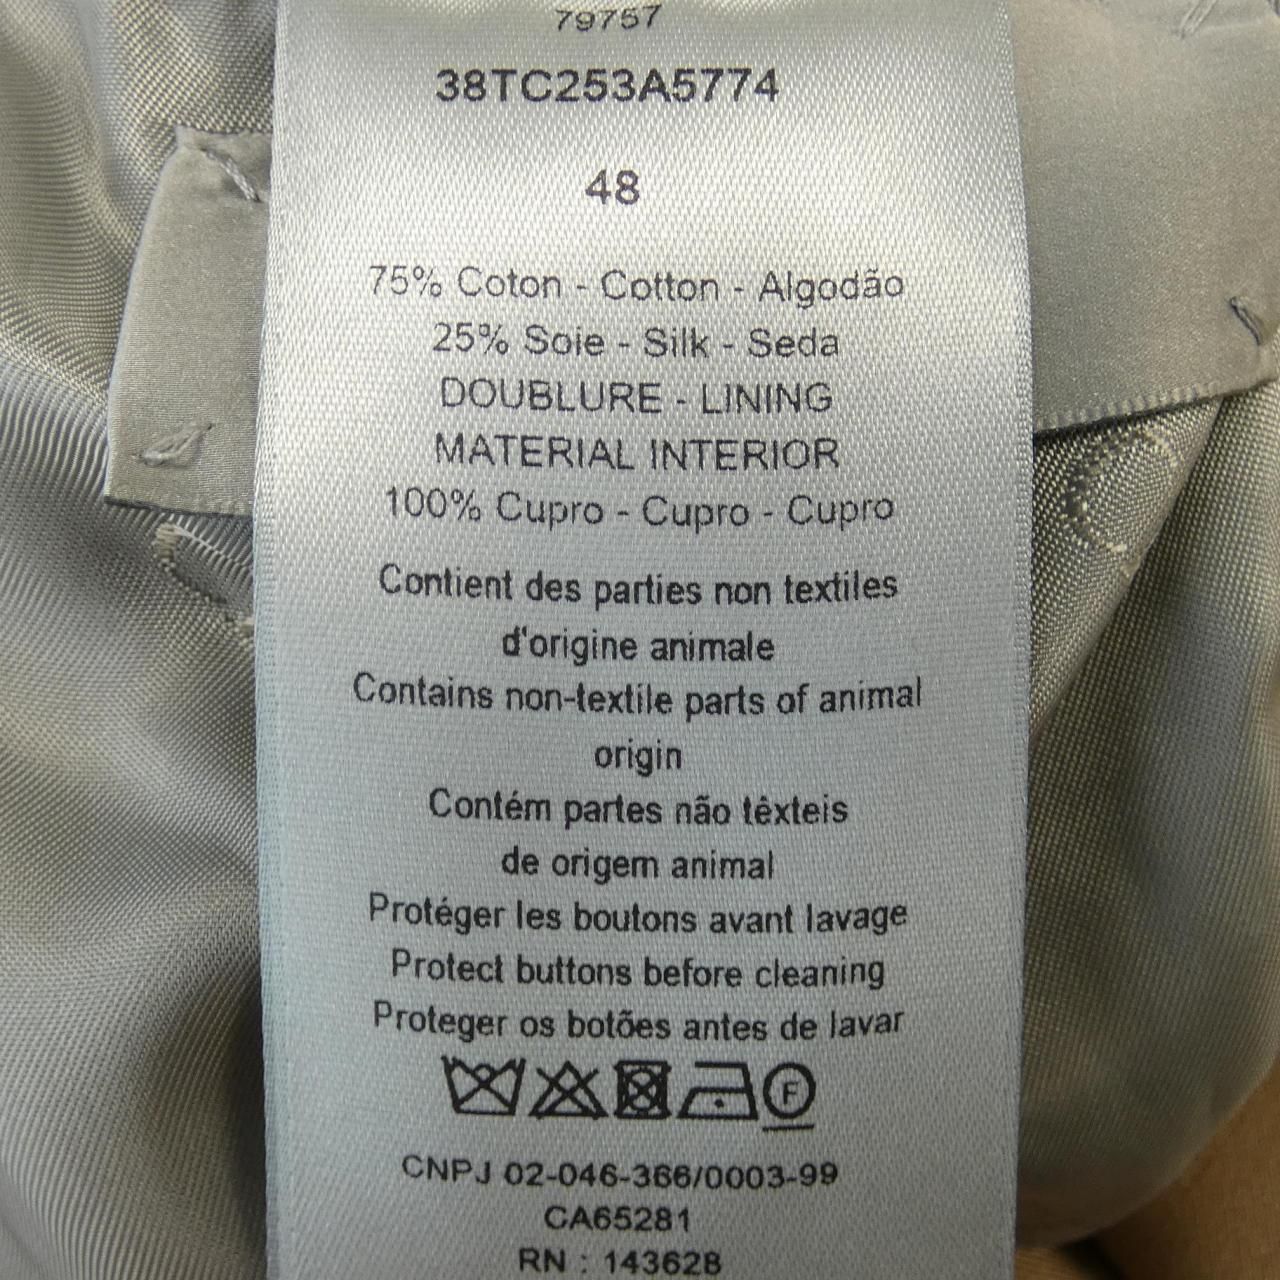 79757
38TC253A5774
48
75% Coton - Cotton - Algodão
25% Soie - Silk - Seda
DOUBLURE - LINING
MATERIAL INTERIOR
100% Cupro - Cupro - Cupro
Contient des parties non textiles
d'origine animale
Contains non-textile parts of animal
origin
Contém partes não têxteis
de origem animal
Protéger les boutons avant lavage
Protect buttons before cleaning
Proteger os botões antes de lavar
F
CNPJ 02-046-366/0003-99
CA65281
RN : 143628